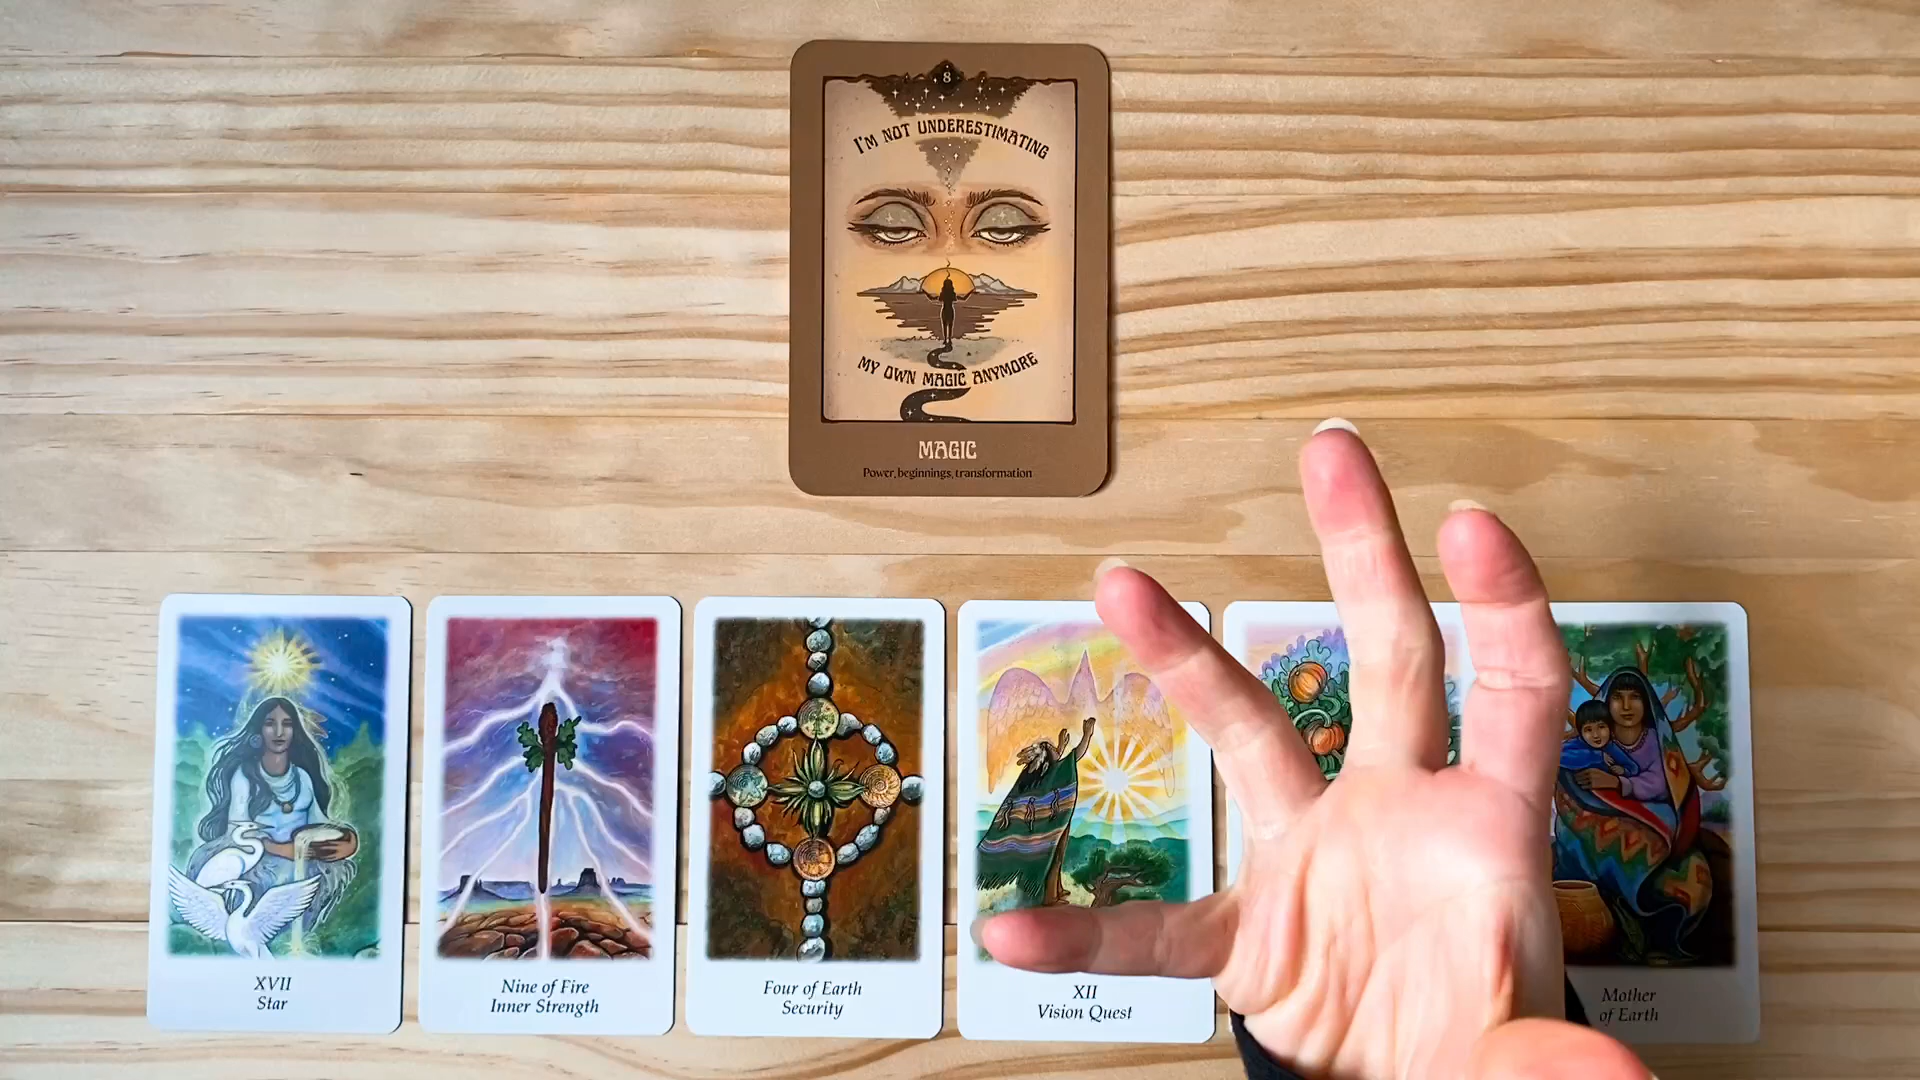 8
I'M NOT UNDERESTIMATING
MY OWN MAGIC ANYMORE
MAGIC
Power, beginnings, transformation
XVII
Star
Nine of Fire
Inner Strength
Four of Earth
Security
XII
Vision Quest
Mother
of Earth